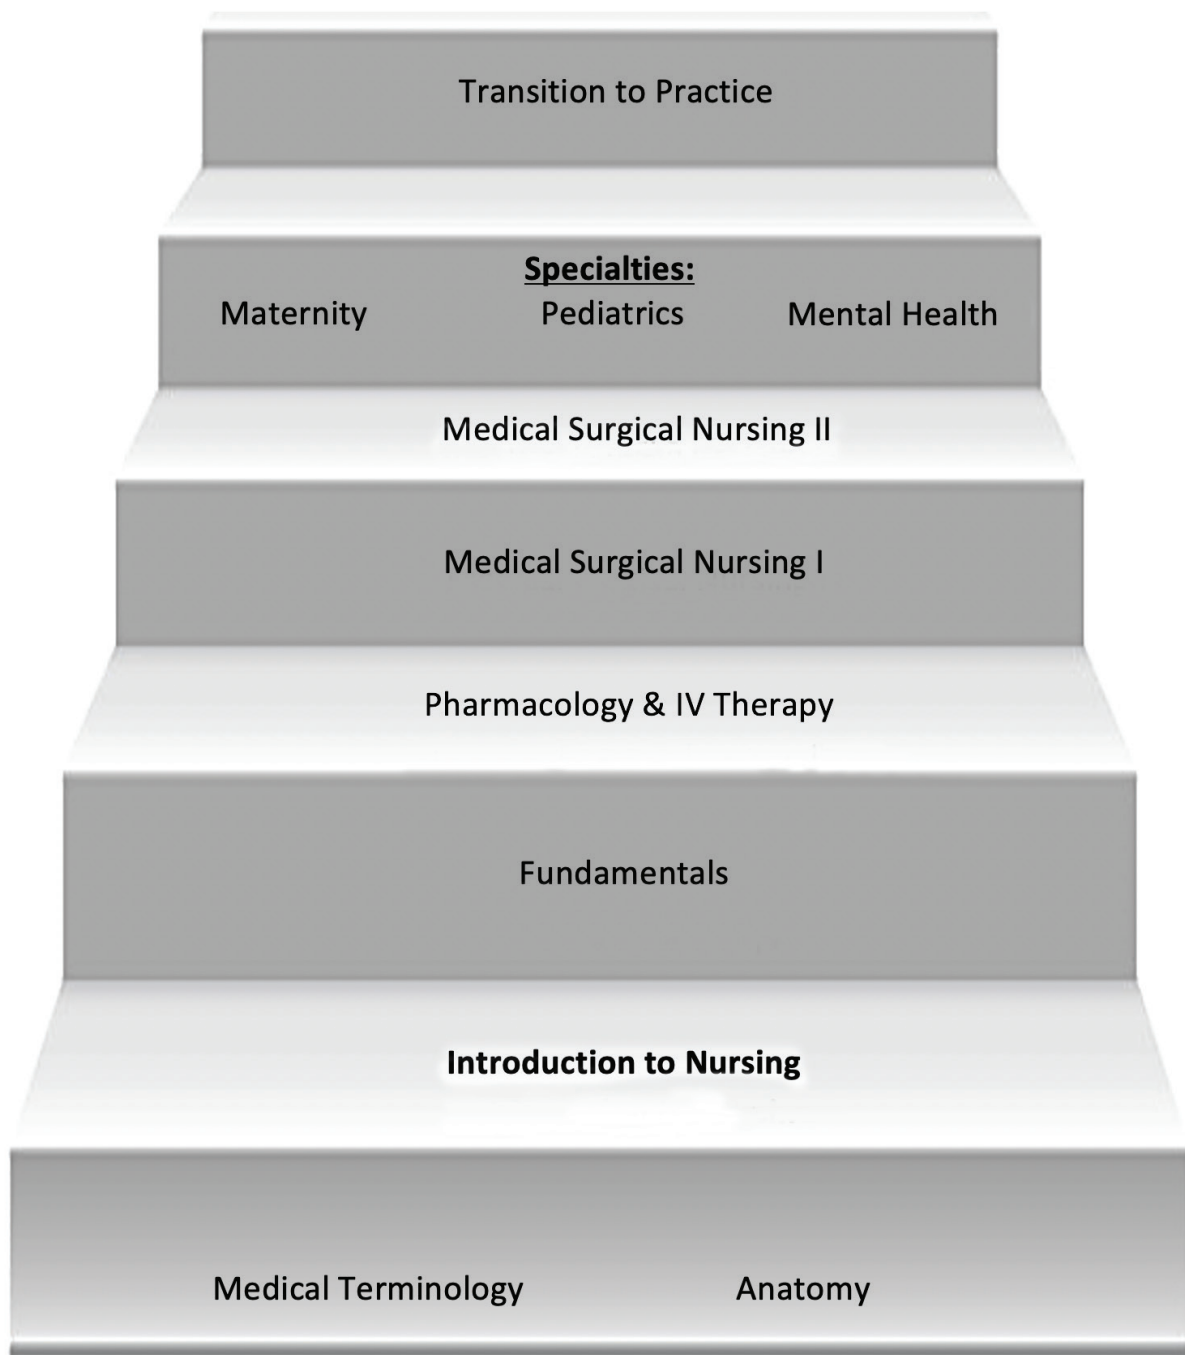 Transition to Practice
Specialties:
Maternity Pediatrics Mental Health
Medical Surgical Nursing II
Medical Surgical Nursing I
Pharmacology & IV Therapy
Fundamentals
Introduction to Nursing
Medical Terminology Anatomy